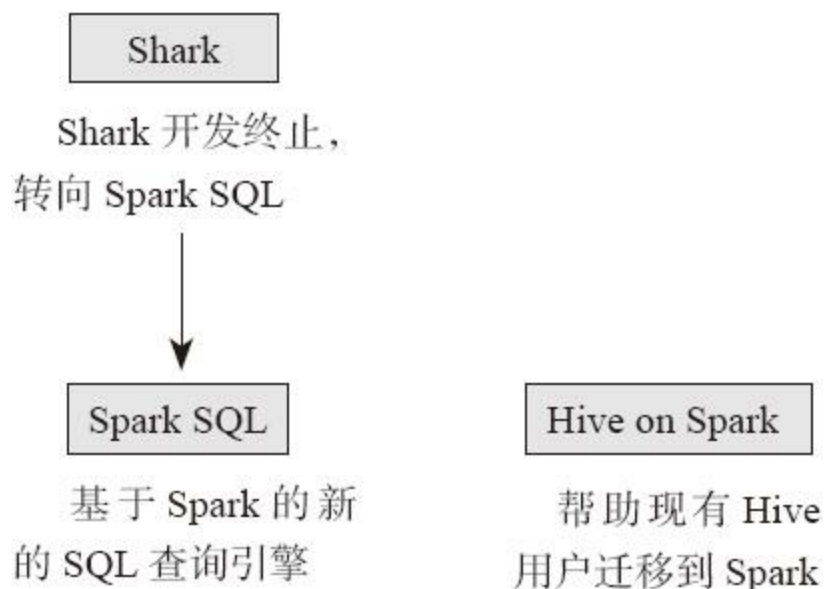 Shark
Shark 开发终止，
转向 Spark SQL
Spark SQL
基于 Spark 的新
的 SQL 查询引擎
Hive on Spark
帮助现有 Hive
用户迁移到 Spark